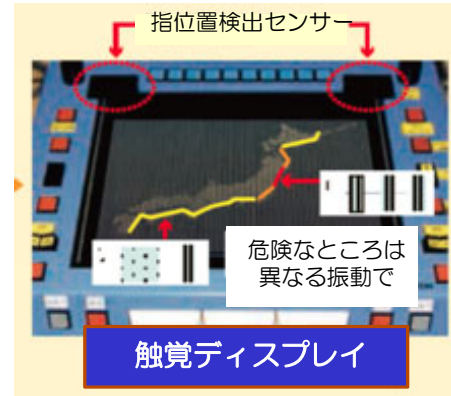 指位置検出センサー
危険なところは
異なる振動で
触覚ディスプレイ